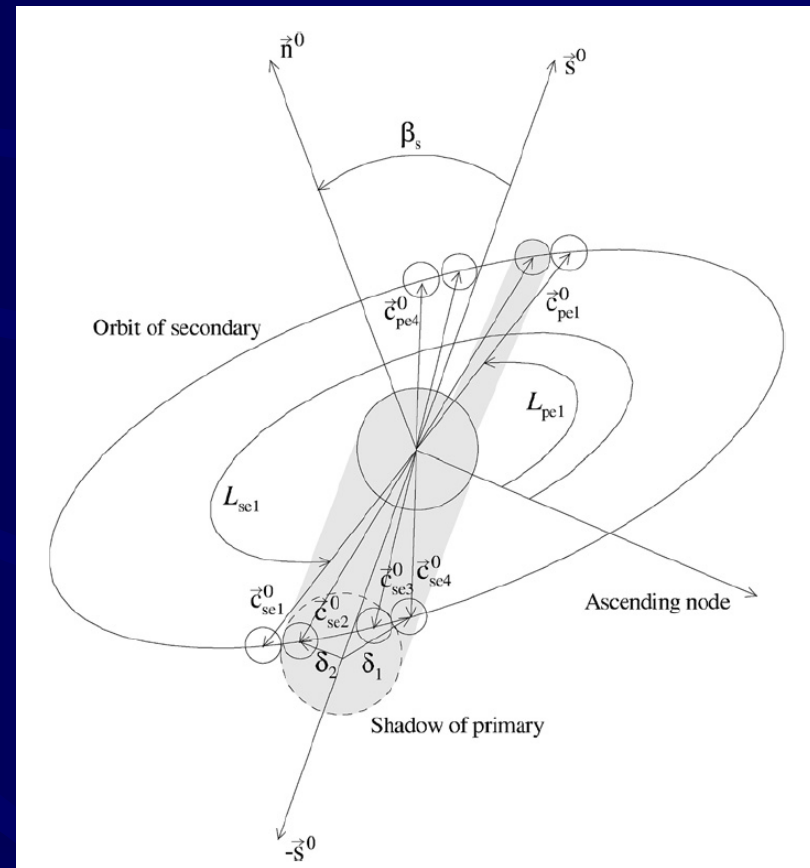 n⃗⁰
s⃗⁰
βₛ
c⃗⁰pe4
c⃗⁰pe1
Orbit of secondary
Lpe1
Lse1
c⃗⁰se1
c⃗⁰se2
c⃗⁰se3
c⃗⁰se4
Ascending node
δ₂
δ₁
Shadow of primary
-s⃗⁰